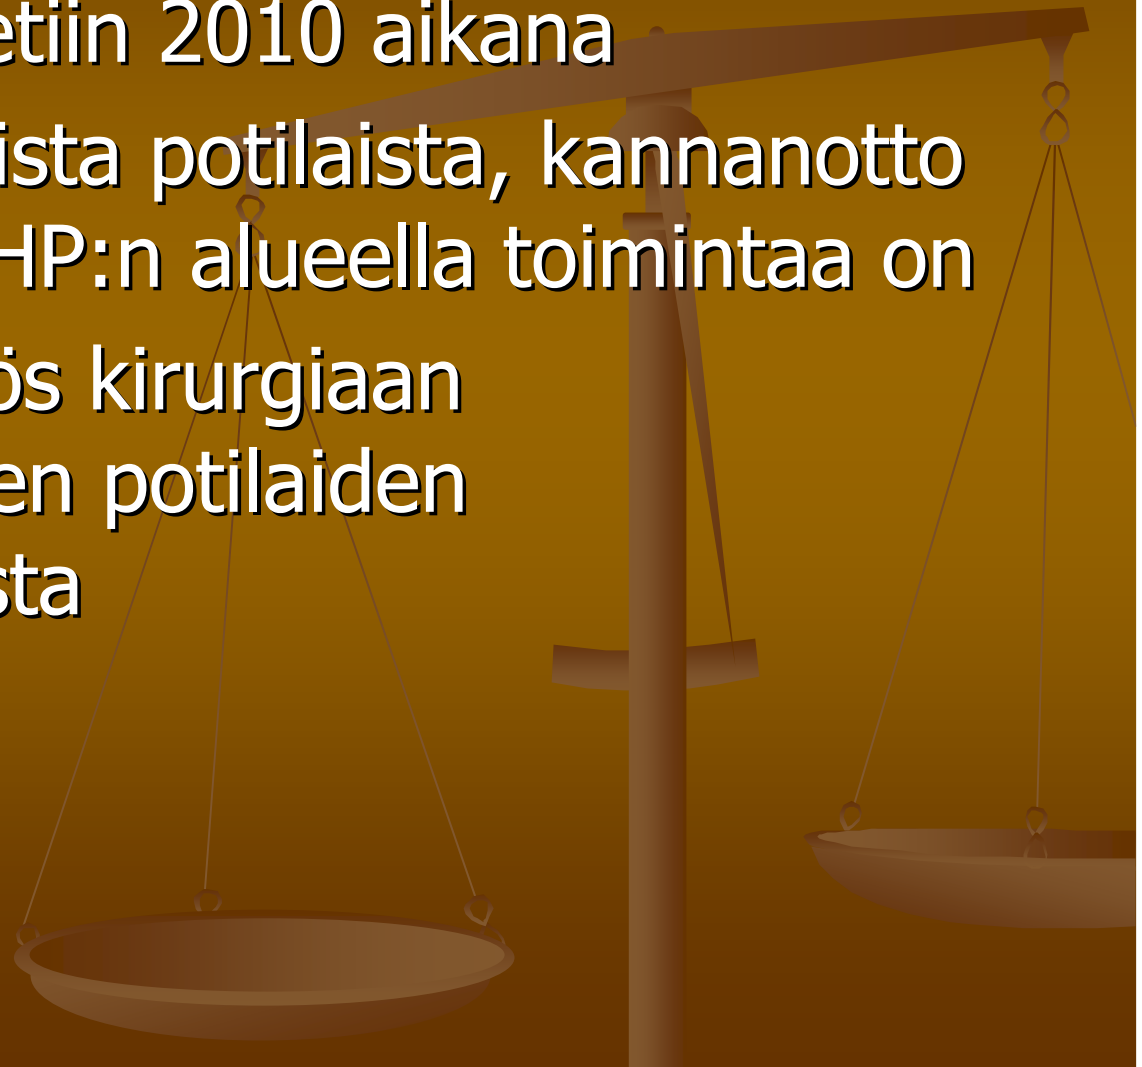 etiin 2010 aikana
ista potilaista, kannanotto
HP:n alueella toimintaa on
ös kirurgiaan
en potilaiden
sta